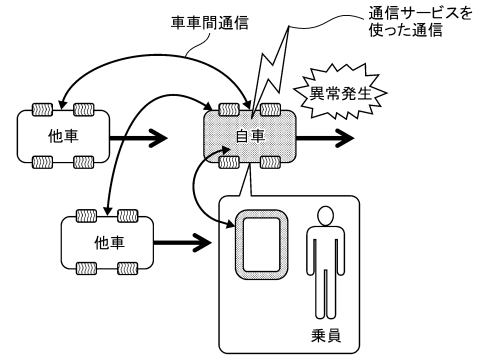 車車間通信
通信サービスを
使った通信
異常発生
他車
自車
他車
乗員